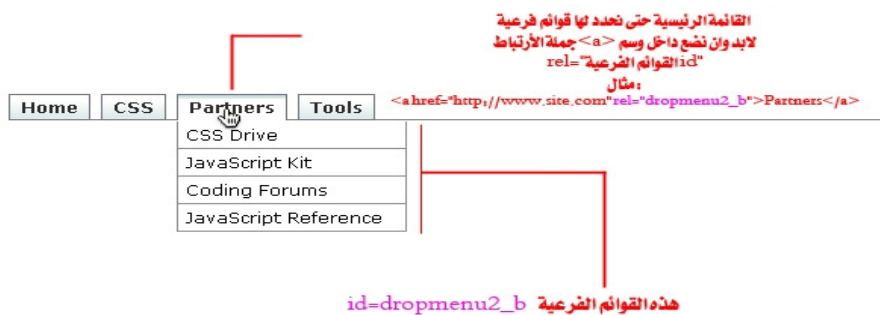 القائمة الرئيسية حتى نحدد لها قوائم فرعية
لابد وان نضع داخل وسم <a> جملة الأرتباط
rel="القوائم الفرعية id"
مثال:
<a href="http://www.site.com"rel="dropmenu2_b">Partners</a>
Home CSS Partners Tools
CSS Drive
JavaScript Kit
Coding Forums
JavaScript Reference
هذه القوائم الفرعية id=dropmenu2_b